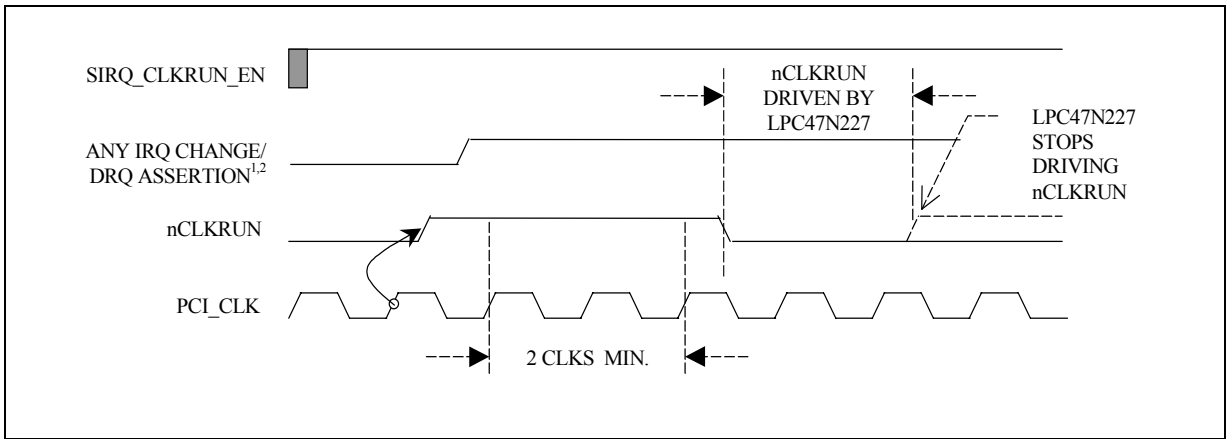 SIRQ_CLKRUN_EN
nCLKRUN
DRIVEN BY
LPC47N227
LPC47N227
STOPS
DRIVING
nCLKRUN
ANY IRQ CHANGE/
DRQ ASSERTION1,2
nCLKRUN
PCI_CLK
2 CLKS MIN.